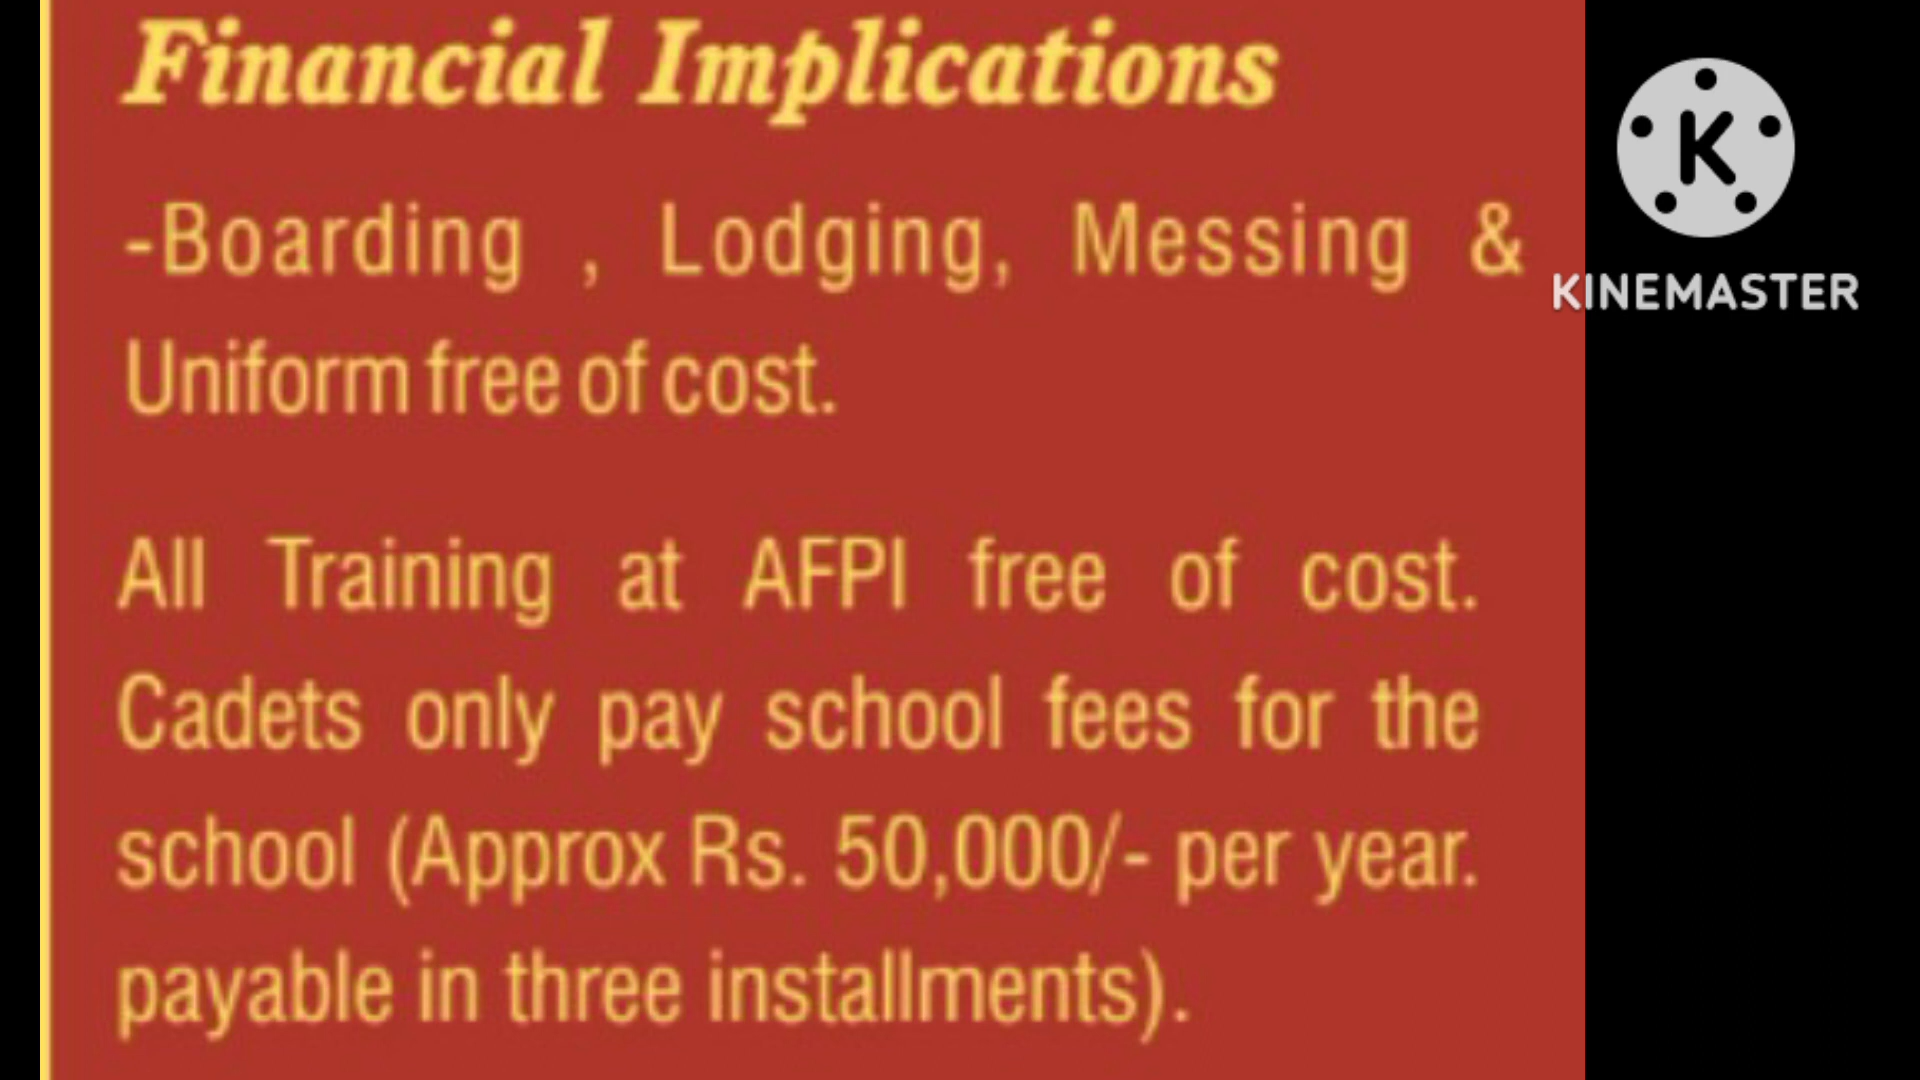 Financial Implications
-Boarding , Lodging, Messing &
Uniform free of cost.
All Training at AFPI free of cost.
Cadets only pay school fees for the
school (Approx Rs. 50,000/- per year.
payable in three installments).
K
KINEMASTER